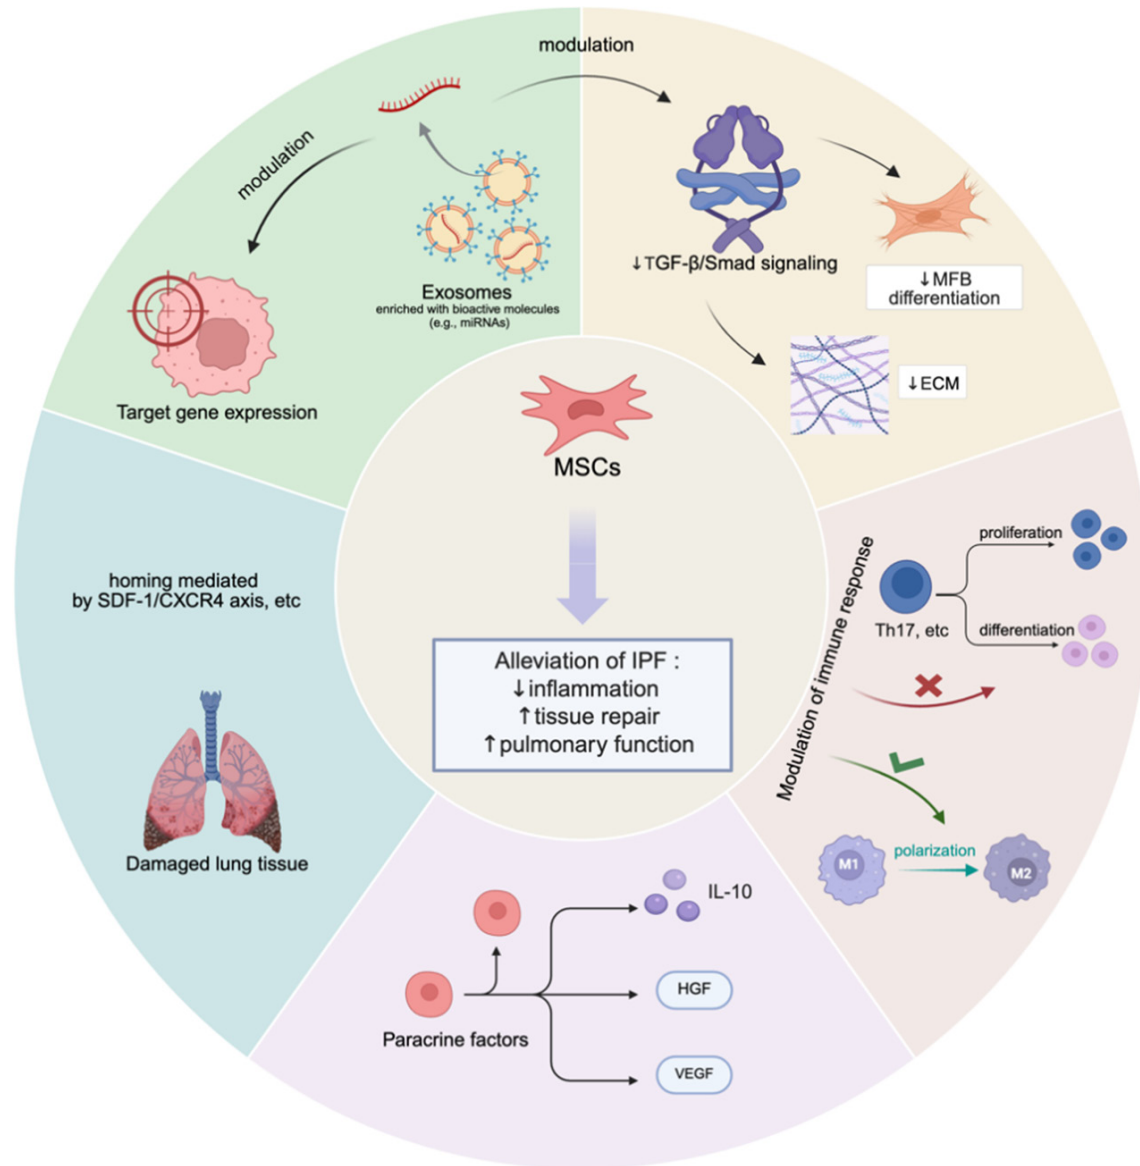 modulation
modulation
Exosomes
enriched with bioactive molecules
(e.g., miRNAs)
Target gene expression
↓TGF-β/Smad signaling
↓MFB
differentiation
↓ECM
MSCs
Alleviation of IPF :
↓inflammation
↑tissue repair
↑pulmonary function
homing mediated
by SDF-1/CXCR4 axis, etc
Damaged lung tissue
Modulation of immune response
proliferation
Th17, etc
differentiation
M1
polarization
M2
IL-10
HGF
Paracrine factors
VEGF